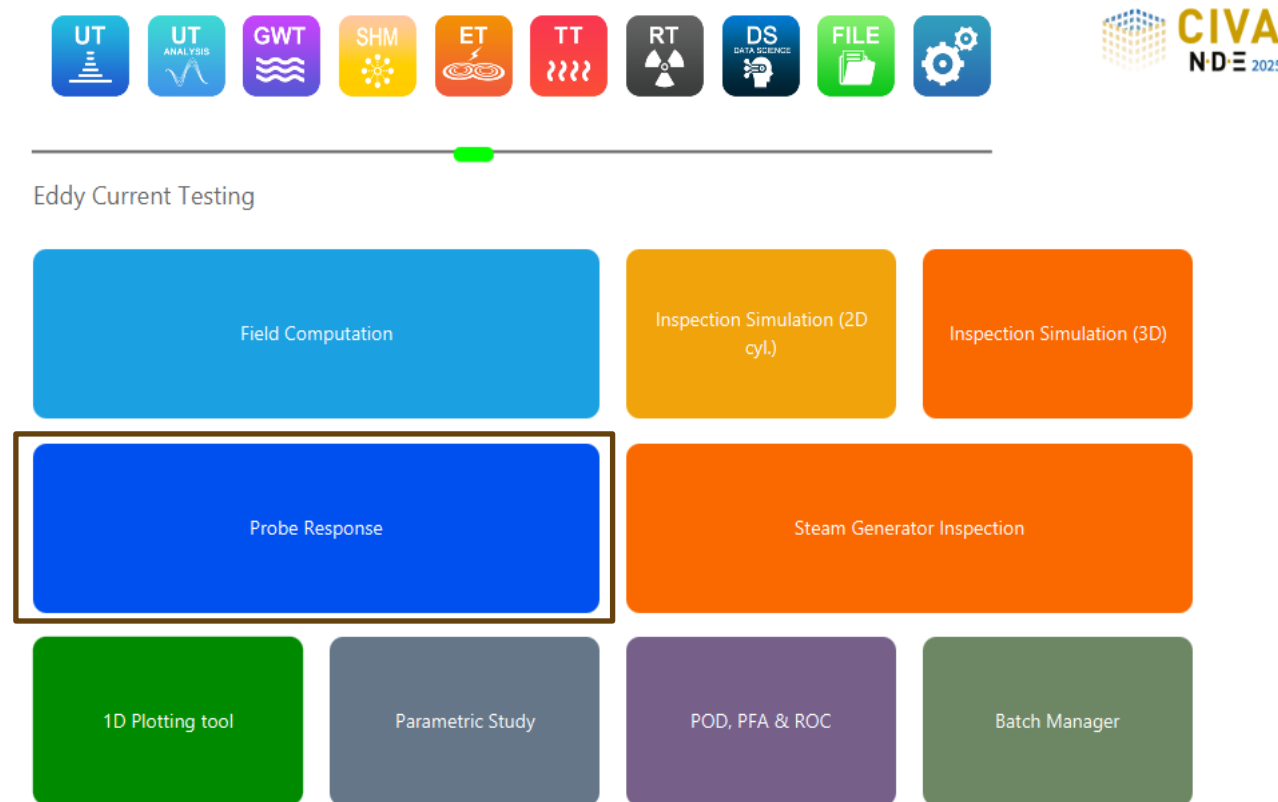 UT
UT
ANALYSIS
GWT
SHM
ET
TT
RT
DS
DATA SCIENCE
FILE
CIVA
N·D·E 2025
Eddy Current Testing
Field Computation
Inspection Simulation (2D
cyl.)
Inspection Simulation (3D)
Probe Response
Steam Generator Inspection
1D Plotting tool
Parametric Study
POD, PFA & ROC
Batch Manager